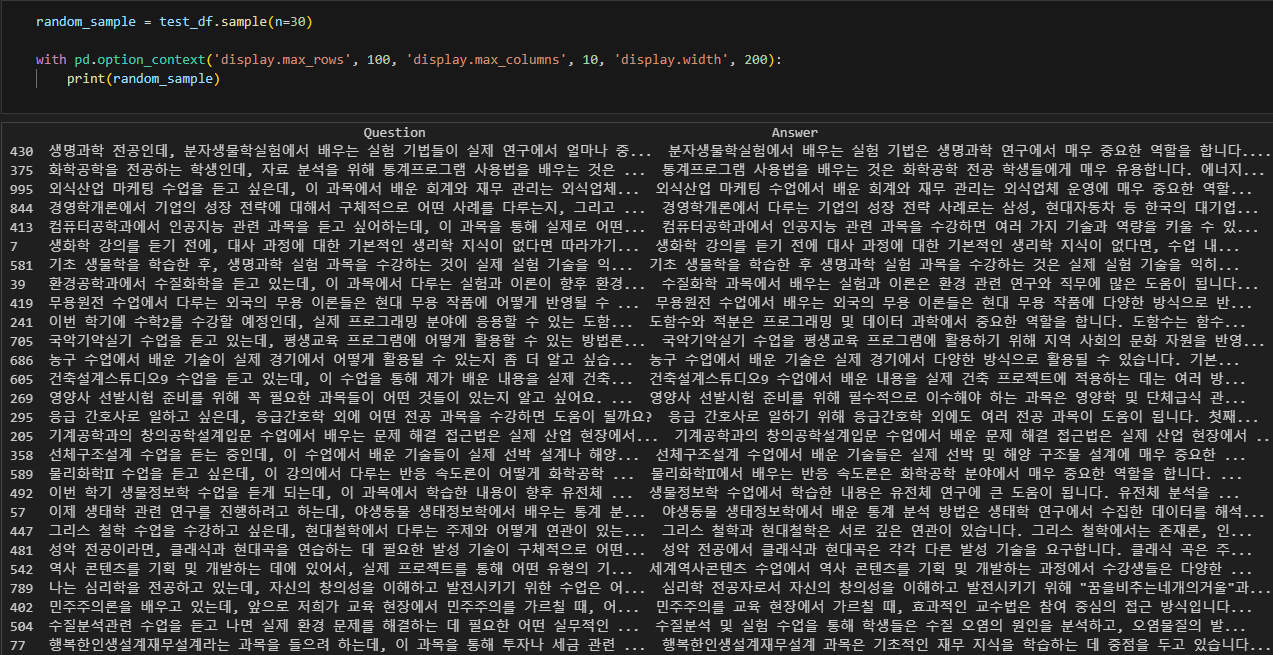 random_sample = test_df.sample(n=30)
with pd.option_context('display.max_rows', 100, 'display.max_columns', 10, 'display.width', 200):
print(random_sample)
Question Answer
430 생명과학 전공인데, 분자생물학실험에서 배우는 실험 기법들이 실제 연구에서 얼마나 중... 분자생물학실험에서 배우는 실험 기법은 생명과학 연구에서 매우 중요한 역할을 합니다....
375 화학공학을 전공하는 학생인데, 자료 분석을 위해 통계프로그램 사용법을 배우는 것은 ... 통계프로그램 사용법을 배우는 것은 화학공학 전공 학생들에게 매우 유용합니다. 에너지...
995 외식산업 마케팅 수업을 듣고 싶은데, 이 과목에서 배운 회계와 재무 관리는 외식업체... 외식산업 마케팅 수업에서 배운 회계와 재무 관리는 외식업체 운영에 매우 중요한 역할...
844 경영학개론에서 기업의 성장 전략에 대해서 구체적으로 어떤 사례를 다루는지, 그리고 ... 경영학개론에서 다루는 기업의 성장 전략 사례로는 삼성, 현대자동차 등 한국의 대기업...
413 컴퓨터공학과에서 인공지능 관련 과목을 듣고 싶어하는데, 이 과목을 통해 실제로 어떤... 컴퓨터공학과에서 인공지능 관련 과목을 수강하면 여러 가지 기술과 역량을 키울 수 있...
7 생화학 강의를 듣기 전에, 대사 과정에 대한 기본적인 생리학 지식이 없다면 따라가기... 생화학 강의를 듣기 전에 대사 과정에 대한 기본적인 생리학 지식이 없다면, 수업 내...
581 기초 생물학을 학습한 후, 생명과학 실험 과목을 수강하는 것이 실제 실험 기술을 익... 기초 생물학을 학습한 후 생명과학 실험 과목을 수강하는 것은 실제 실험 기술을 익히...
39 환경공학과에서 수질화학을 듣고 있는데, 이 과목에서 다루는 실험과 이론이 향후 환경... 수질화학 과목에서 배우는 실험과 이론은 환경 관련 연구와 직무에 많은 도움이 됩니다...
419 무용원전 수업에서 다루는 외국의 무용 이론들은 현대 무용 작품에 어떻게 반영될 수 ... 무용원전 수업에서 배우는 외국의 무용 이론들은 현대 무용 작품에 다양한 방식으로 반...
241 이번 학기에 수학2를 수강할 예정인데, 실제 프로그래밍 분야에 응용할 수 있는 도함... 도함수와 적분은 프로그래밍 및 데이터 과학에서 중요한 역할을 합니다. 도함수는 함수...
705 국악기악실기 수업을 듣고 있는데, 평생교육 프로그램에 어떻게 활용할 수 있는 방법론... 국악기악실기 수업을 평생교육 프로그램에 활용하기 위해 지역 사회의 문화 자원을 반영...
686 농구 수업에서 배운 기술이 실제 경기에서 어떻게 활용될 수 있는지 좀 더 알고 싶습... 농구 수업에서 배운 기술은 실제 경기에서 다양한 방식으로 활용될 수 있습니다. 기본...
605 건축설계스튜디오9 수업을 듣고 있는데, 이 수업을 통해 제가 배운 내용을 실제 건축... 건축설계스튜디오9 수업에서 배운 내용을 실제 건축 프로젝트에 적용하는 데는 여러 방...
269 영양사 선발시험 준비를 위해 꼭 필요한 과목들이 어떤 것들이 있는지 알고 싶어요. ... 영양사 선발시험 준비를 위해 필수적으로 이수해야 하는 과목은 영양학 및 단체급식 관...
295 응급 간호사로 일하고 싶은데, 응급간호학 외에 어떤 전공 과목을 수강하면 도움이 될까요? 응급 간호사로 일하기 위해 응급간호학 외에도 여러 전공 과목이 도움이 됩니다. 첫째...
205 기계공학과의 창의공학설계입문 수업에서 배우는 문제 해결 접근법은 실제 산업 현장에서... 기계공학과의 창의공학설계입문 수업에서 배운 문제 해결 접근법은 실제 산업 현장에서 ...
358 선체구조설계 수업을 듣는 중인데, 이 수업에서 배운 기술들이 실제 선박 설계나 해양... 선체구조설계 수업에서 배운 기술들은 실제 선박 및 해양 구조물 설계에 매우 중요한 ...
589 물리화학Ⅱ 수업을 듣고 싶은데, 이 강의에서 다루는 반응 속도론이 어떻게 화학공학 ... 물리화학Ⅱ에서 배우는 반응 속도론은 화학공학 분야에서 매우 중요한 역할을 합니다. ...
492 이번 학기 생물정보학 수업을 듣게 되는데, 이 과목에서 학습한 내용이 향후 유전체 ... 생물정보학 수업에서 학습한 내용은 유전체 연구에 큰 도움이 됩니다. 유전체 분석을 ...
57 이제 생태학 관련 연구를 진행하려고 하는데, 야생동물 생태정보학에서 배우는 통계 분... 야생동물 생태정보학에서 배운 통계 분석 방법은 생태학 연구에서 수집한 데이터를 해석...
447 그리스 철학 수업을 수강하고 싶은데, 현대철학에서 다루는 주제와 어떻게 연관이 있는... 그리스 철학과 현대철학은 서로 깊은 연관이 있습니다. 그리스 철학에서는 존재론, 인...
481 성악 전공이라면, 클래식과 현대곡을 연습하는 데 필요한 발성 기술이 구체적으로 어떤... 성악 전공에서 클래식과 현대곡은 각각 다른 발성 기술을 요구합니다. 클래식 곡은 주...
542 역사 콘텐츠를 기획 및 개발하는 데에 있어서, 실제 프로젝트를 통해 어떤 유형의 기... 세계역사콘텐츠 수업에서 역사 콘텐츠를 기획 및 개발하는 과정에서 수강생들은 다양한 ...
789 나는 심리학을 전공하고 있는데, 자신의 창의성을 이해하고 발전시키기 위한 수업은 어... 심리학 전공자로서 자신의 창의성을 이해하고 발전시키기 위해 "꿈을비추는네개의거울"과...
402 민주주의론을 배우고 있는데, 앞으로 저희가 교육 현장에서 민주주의를 가르칠 때, 어... 민주주의를 교육 현장에서 가르칠 때, 효과적인 교수법은 참여 중심의 접근 방식입니다...
504 수질분석관련 수업을 듣고 나면 실제 환경 문제를 해결하는 데 필요한 어떤 실무적인 ... 수질분석 및 실험 수업을 통해 학생들은 수질 오염의 원인을 분석하고, 오염물질의 발...
77 행복한인생설계재무설계라는 과목을 들으려 하는데, 이 과목을 통해 투자나 세금 관련 ... 행복한인생설계재무설계 과목은 기초적인 재무 지식을 학습하는 데 중점을 두고 있습니다...